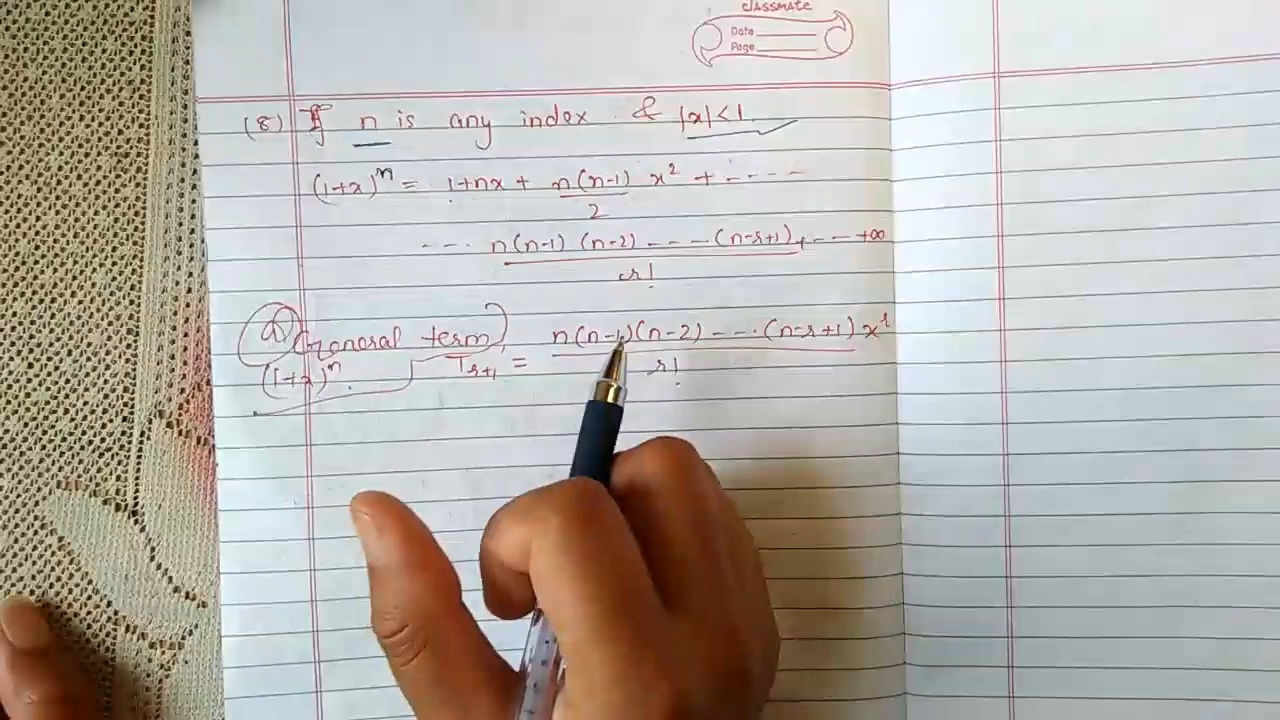 classmate
Date
Page
(8) If n is any index & |x|<1
(1+x)^n = 1+nx + n(n-1)/2 x^2 + -----
--- n(n-1)(n-2) ----(n-r+1)/r! + --- +∞
(a) General term,
(1+x)^n. T_{r+1} = n(n-1)(n-2) ---·(n-r+1)/r! x^r